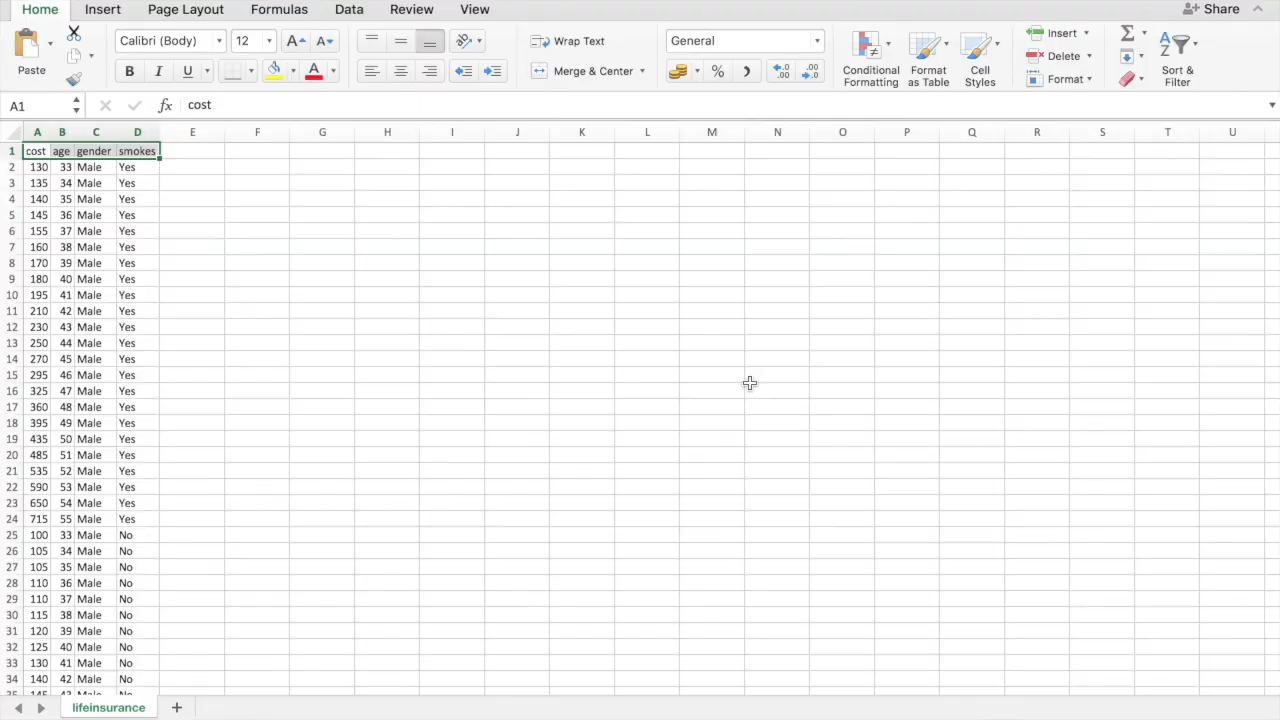 Home Insert Page Layout Formulas Data Review View Share
Calibri (Body) 12 A A Wrap Text General Insert Σ
Delete
Paste B I U A Merge & Center % Conditional Formatting Format as Table Cell Styles Format Sort & Filter
A1 fx cost
A B C D E F G H I J K L M N O P Q R S T U
1 cost age gender smokes
2 130 33 Male Yes
3 135 34 Male Yes
4 140 35 Male Yes
5 145 36 Male Yes
6 155 37 Male Yes
7 160 38 Male Yes
8 170 39 Male Yes
9 180 40 Male Yes
10 195 41 Male Yes
11 210 42 Male Yes
12 230 43 Male Yes
13 250 44 Male Yes
14 270 45 Male Yes
15 295 46 Male Yes
16 325 47 Male Yes
17 360 48 Male Yes
18 395 49 Male Yes
19 435 50 Male Yes
20 485 51 Male Yes
21 535 52 Male Yes
22 590 53 Male Yes
23 650 54 Male Yes
24 715 55 Male Yes
25 100 33 Male No
26 105 34 Male No
27 105 35 Male No
28 110 36 Male No
29 110 37 Male No
30 115 38 Male No
31 120 39 Male No
32 125 40 Male No
33 130 41 Male No
34 140 42 Male No
35 145 43 Male No
lifeinsurance +